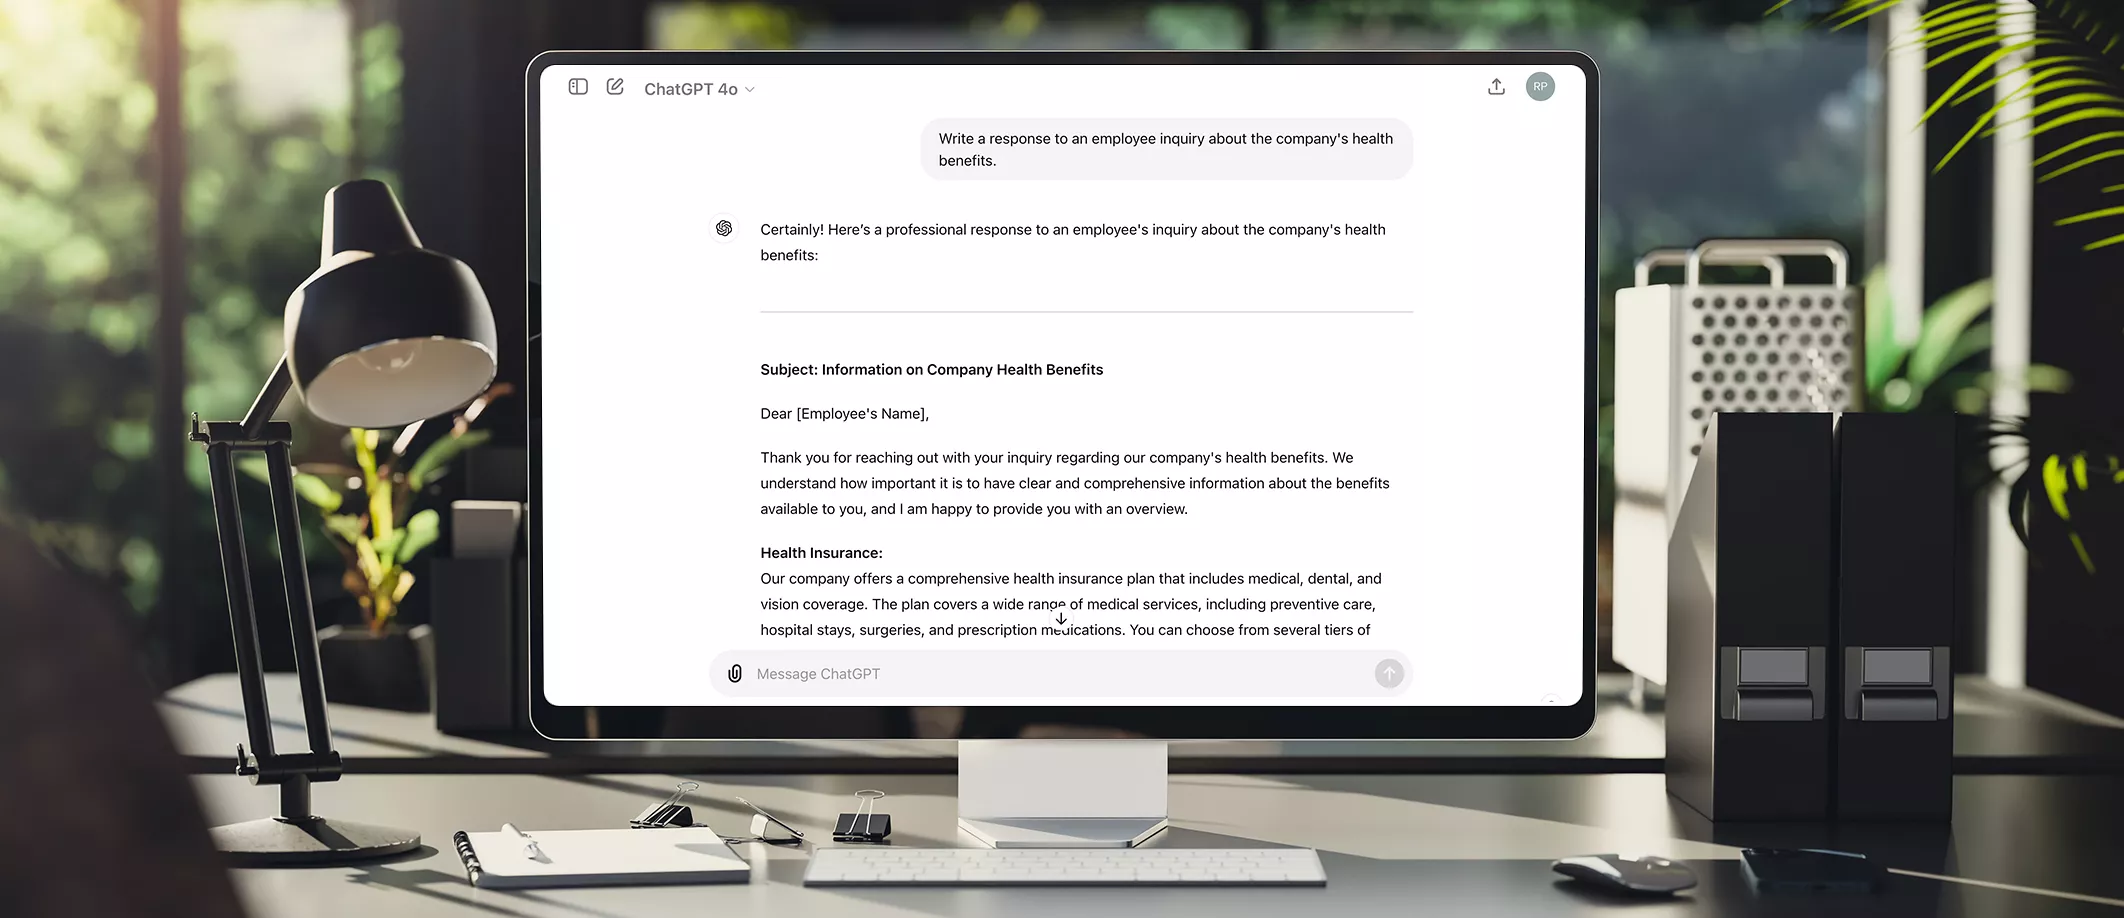 ChatGPT 4o
RP
Write a response to an employee inquiry about the company's health
benefits.
Certainly! Here’s a professional response to an employee's inquiry about the company's health
benefits:
Subject: Information on Company Health Benefits
Dear [Employee's Name],
Thank you for reaching out with your inquiry regarding our company's health benefits. We
understand how important it is to have clear and comprehensive information about the benefits
available to you, and I am happy to provide you with an overview.
Health Insurance:
Our company offers a comprehensive health insurance plan that includes medical, dental, and
vision coverage. The plan covers a wide range of medical services, including preventive care,
hospital stays, surgeries, and prescription medications. You can choose from several tiers of
Message ChatGPT